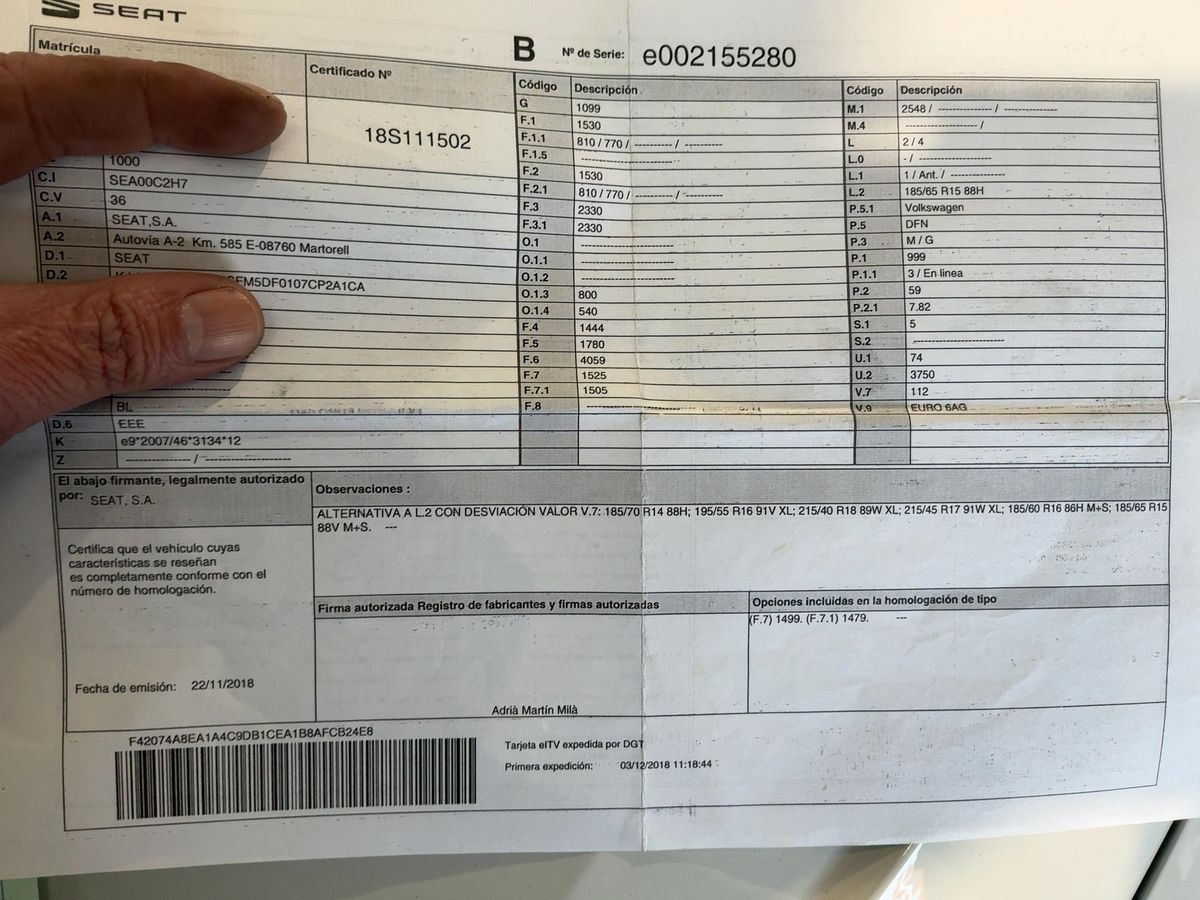 SEAT
B Nº de Serie: e002155280
Matrícula
Certificado Nº
18S111502
1000
C.I SEA00C2H7
C.V 36
A.1 SEAT,S.A.
A.2 Autovía A-2 Km. 585 E-08760 Martorell
D.1 SEAT
D.2 EM5DF0107CP2A1CA
BL
D.6 EEE
K e9*2007/46*3134*12
Z ---------------- / ---------------------
Código Descripción
G 1099
F.1 1530
F.1.1 810 / 770 / --------- / ---------
F.1.5 ----------------------
F.2 1530
F.2.1 810 / 770 / --------- / ---------
F.3 2330
F.3.1 2330
O.1 ----------------------
O.1.1 ----------------------
O.1.2 ----------------------
O.1.3 800
O.1.4 540
F.4 1444
F.5 1780
F.6 4059
F.7 1525
F.7.1 1505
F.8 ----------------------
Código Descripción
M.1 2548 / ------------- / -------------
M.4 ------------------ /
L 2 / 4
L.0 - / ------------------
L.1 1 / Ant. / -------------
L.2 185/65 R15 88H
P.5.1 Volkswagen
P.5 DFN
P.3 M / G
P.1 999
P.1.1 3 / En linea
P.2 59
P.2.1 7.82
S.1 5
S.2 ----------------------
U.1 74
U.2 3750
V.7 112
V.9 EURO 6AG
El abajo firmante, legalmente autorizado
por: SEAT, S.A.
Certifica que el vehículo cuyas
características se reseñan
es completamente conforme con el
número de homologación.
Fecha de emisión: 22/11/2018
Observaciones :
ALTERNATIVA A L.2 CON DESVIACIÓN VALOR V.7: 185/70 R14 88H; 195/55 R16 91V XL; 215/40 R18 89W XL; 215/45 R17 91W XL; 185/60 R16 86H M+S; 185/65 R15
88V M+S. ---
Firma autorizada Registro de fabricantes y firmas autorizadas
Adrià Martín Milà
Opciones incluidas en la homologación de tipo
(F.7) 1499. (F.7.1) 1479. ---
F42074A8EA1A4C9DB1CEA1B8AFCB24E8
Tarjeta eITV expedida por DGT
Primera expedición: 03/12/2018 11:18:44